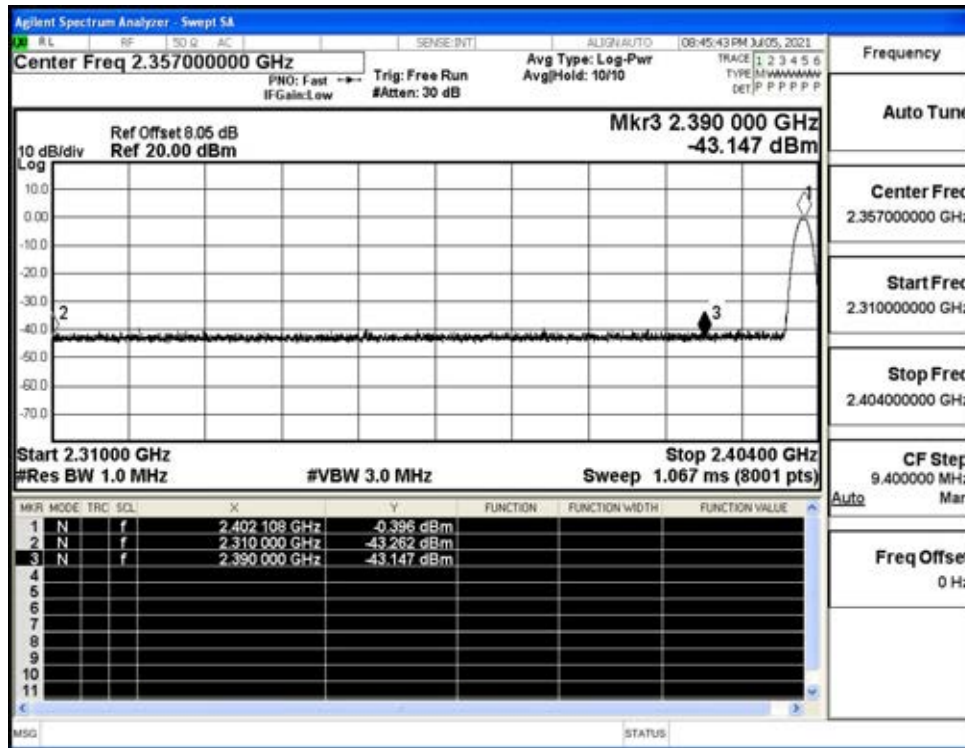 Agilent Spectrum Analyzer - Swept SA
RL RF 50 Ω AC SENSE:INT ALIGN AUTO 08:45:43 PM Jul 05, 2021
Center Freq 2.357000000 GHz
PNO: Fast
IFGain:Low
Trig: Free Run
#Atten: 30 dB
Avg Type: Log-Pwr
Avg|Hold: 10/10
TRACE 1 2 3 4 5 6
TYPE M
DET P P P P P P
Frequency
Auto Tune
Mkr3 2.390 000 GHz
-43.147 dBm
Ref Offset 8.05 dB
10 dB/div Ref 20.00 dBm
Log
10.0
0.00
-10.0
-20.0
-30.0
-40.0
-50.0
-60.0
-70.0
1
2
3
Start 2.31000 GHz Stop 2.40400 GHz
#Res BW 1.0 MHz #VBW 3.0 MHz Sweep 1.067 ms (8001 pts)
Center Freq
2.357000000 GHz
Start Freq
2.310000000 GHz
Stop Freq
2.404000000 GHz
CF Step
9.400000 MHz
Auto Man
Freq Offset
0 Hz
MKR MODE TRC SCL X Y FUNCTION FUNCTION WIDTH FUNCTION VALUE
1 N f 2.402 108 GHz -0.396 dBm
2 N f 2.310 000 GHz -43.262 dBm
3 N f 2.390 000 GHz -43.147 dBm
4
5
6
7
8
9
10
11
MSG STATUS